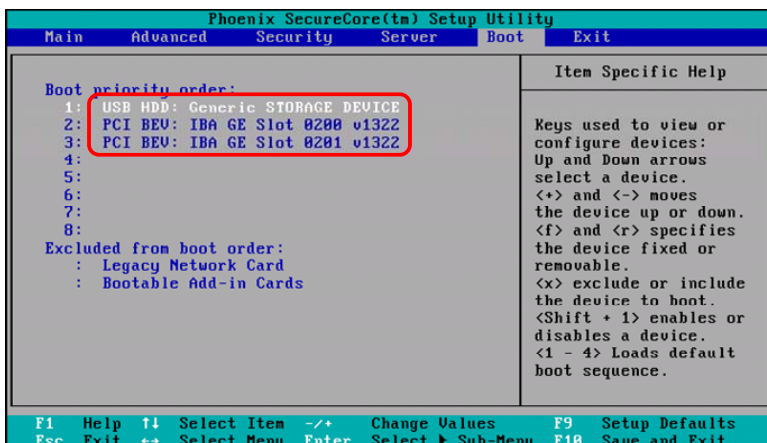 Phoenix SecureCore(tm) Setup Utility
Main Advanced Security Server Boot Exit
Item Specific Help
Boot priority order:
1: USB HDD: Generic STORAGE DEVICE
2: PCI BEV: IBA GE Slot 0200 v1322
3: PCI BEV: IBA GE Slot 0201 v1322
4:
5:
6:
7:
8:
Excluded from boot order:
: Legacy Network Card
: Bootable Add-in Cards
Keys used to view or
configure devices:
Up and Down arrows
select a device.
<+> and <-> moves
the device up or down.
<f> and <r> specifies
the device fixed or
removable.
<x> exclude or include
the device to boot.
<Shift + 1> enables or
disables a device.
<1 - 4> Loads default
boot sequence.
F1 Help ↑↓ Select Item -/+ Change Values F9 Setup Defaults
Esc Exit ↔ Select Menu Enter Select ▶ Sub-Menu F10 Save and Exit